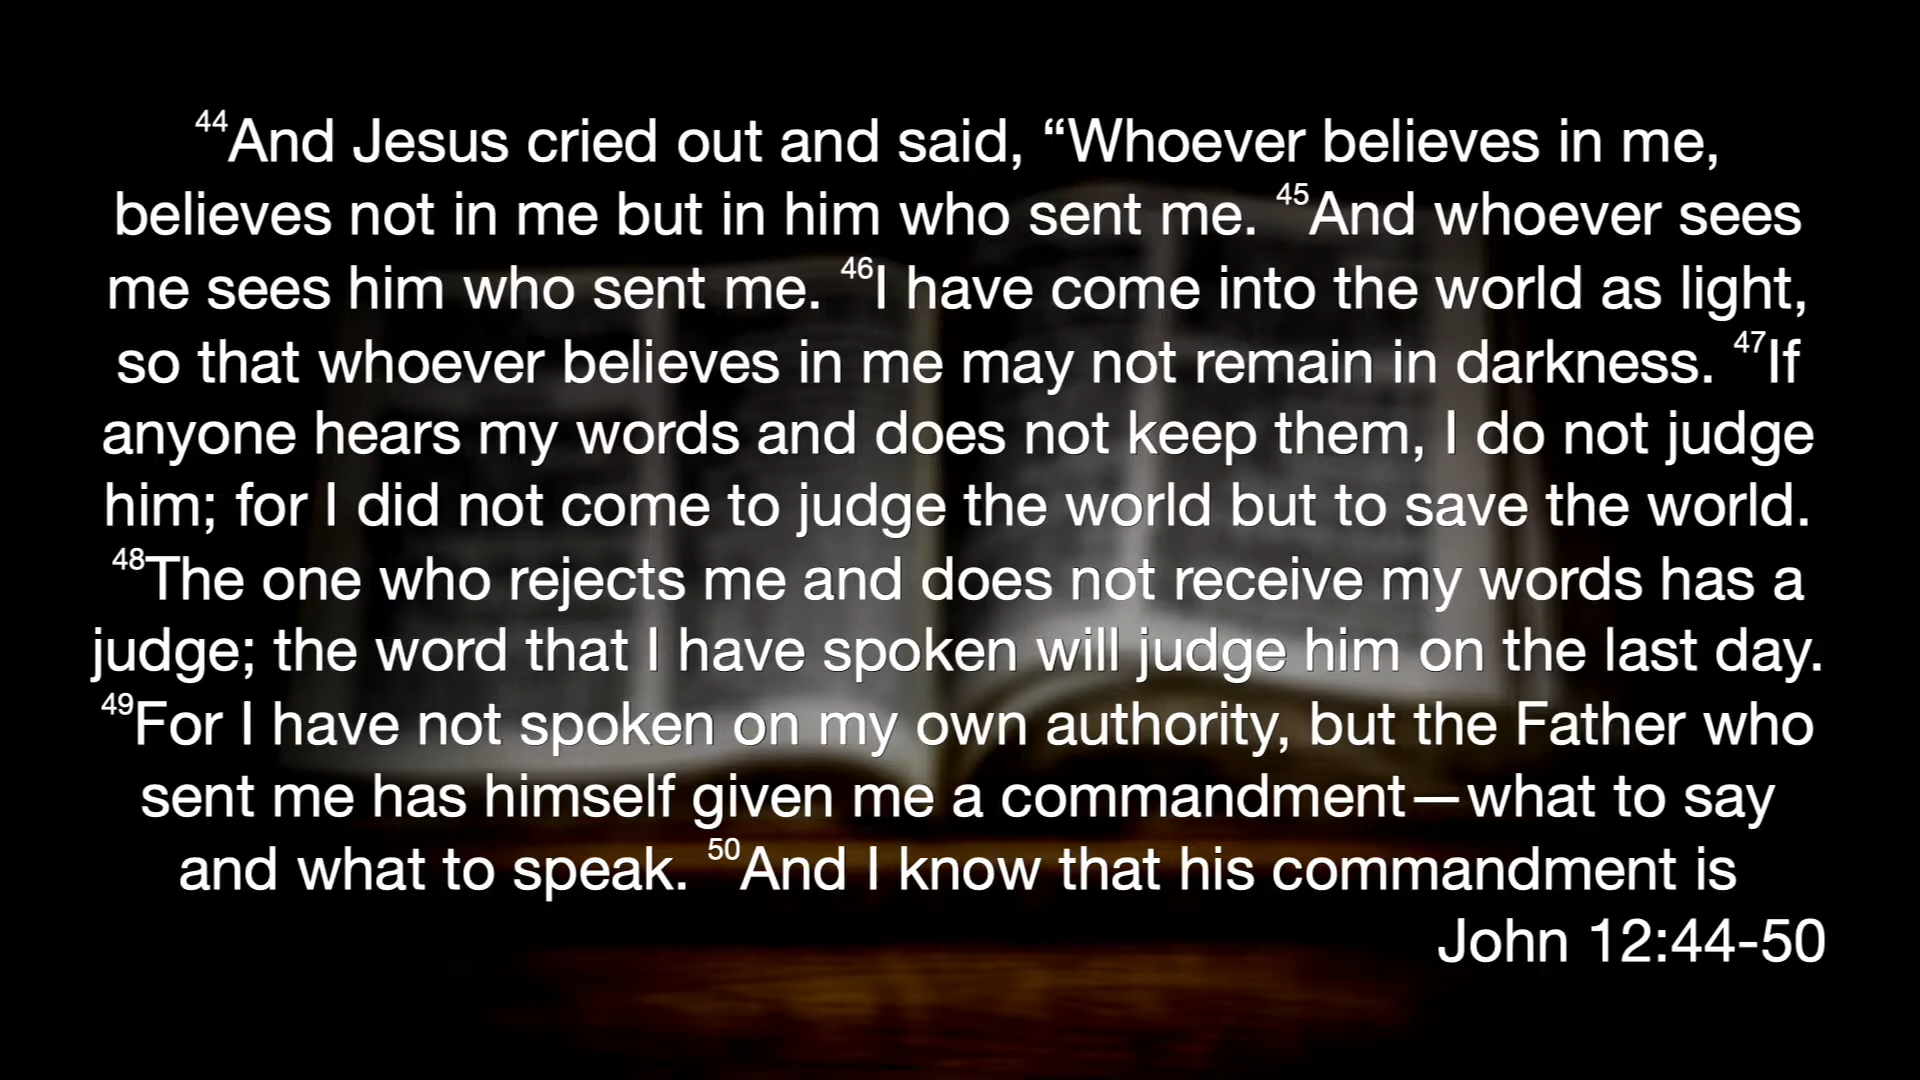 44And Jesus cried out and said, “Whoever believes in me,
believes not in me but in him who sent me. 45And whoever sees
me sees him who sent me. 46I have come into the world as light,
so that whoever believes in me may not remain in darkness. 47If
anyone hears my words and does not keep them, I do not judge
him; for I did not come to judge the world but to save the world.
48The one who rejects me and does not receive my words has a
judge; the word that I have spoken will judge him on the last day.
49For I have not spoken on my own authority, but the Father who
sent me has himself given me a commandment—what to say
and what to speak. 50And I know that his commandment is
John 12:44-50